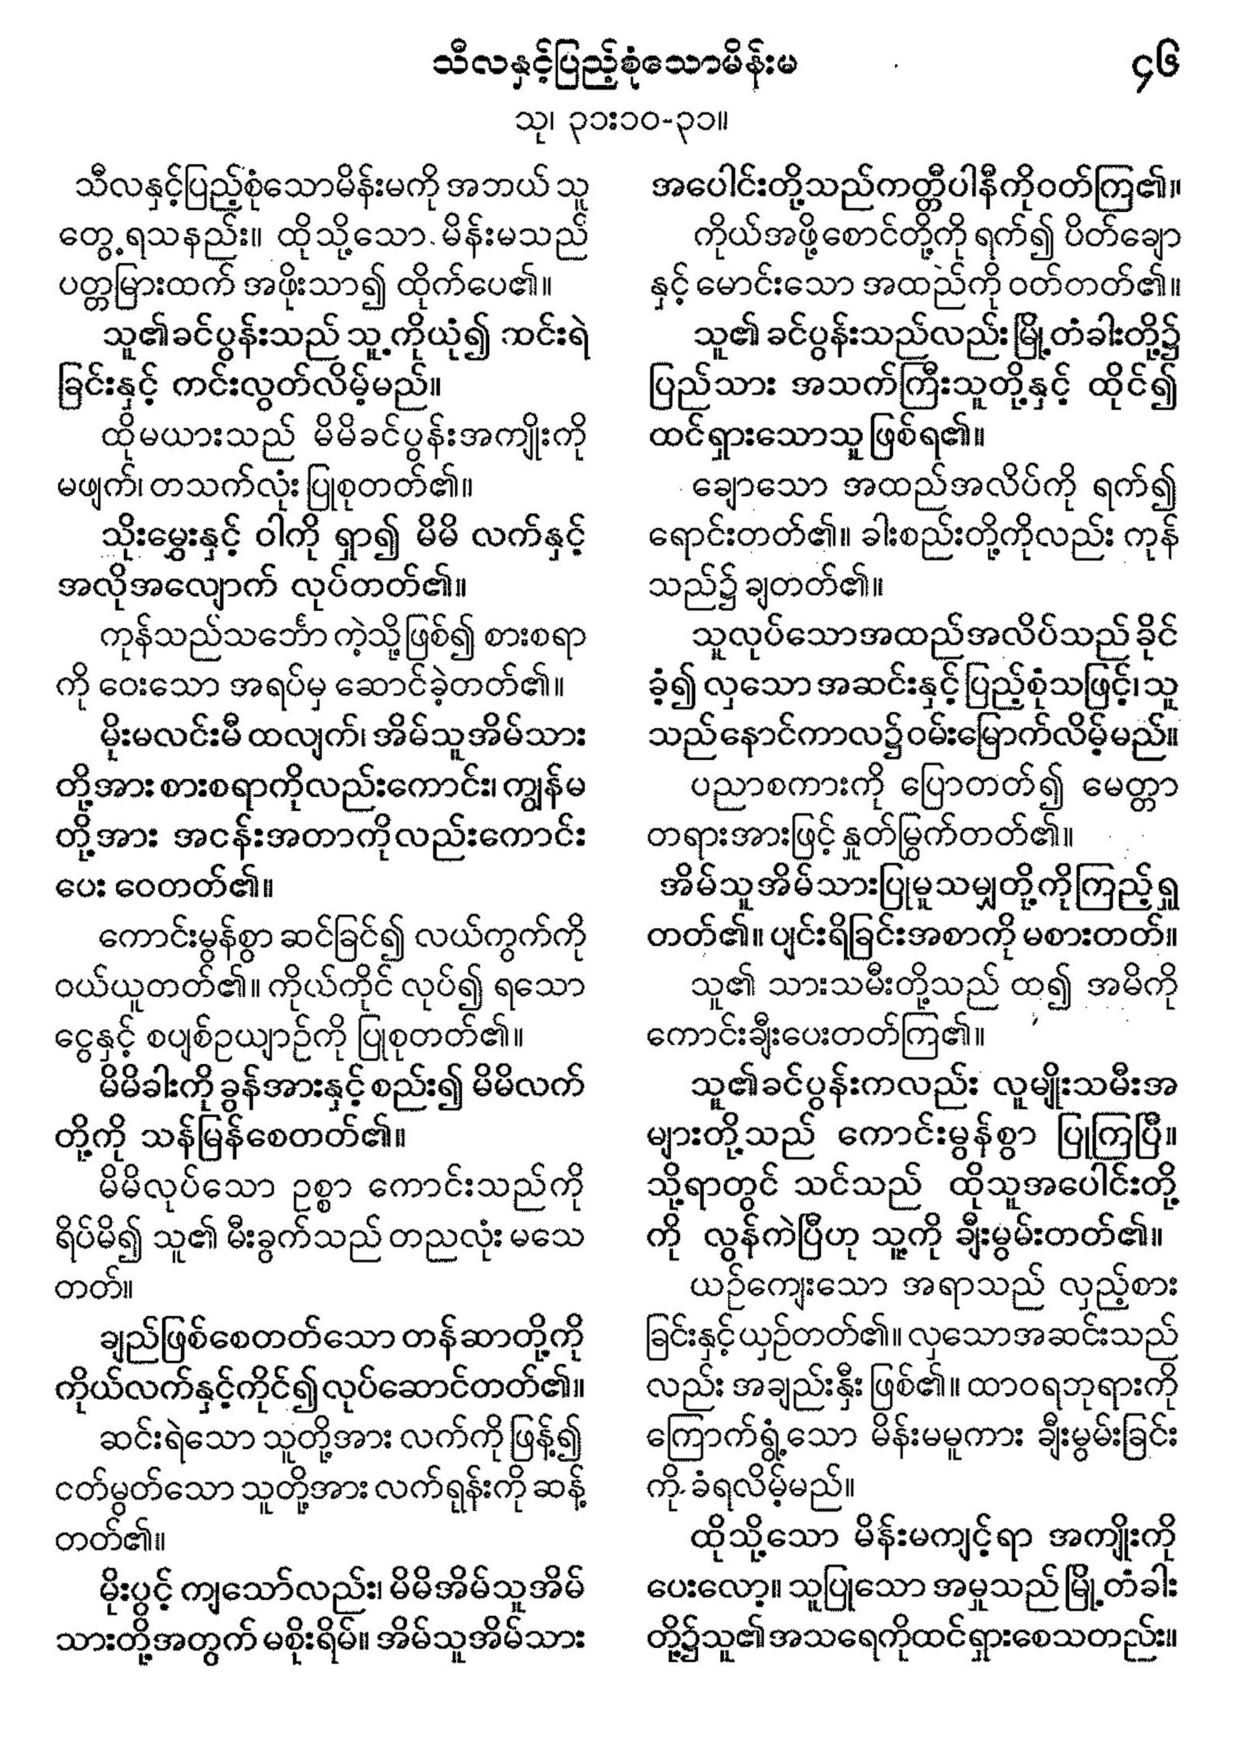 သီလနှင့်ပြည့်စုံသောမိန်းမ
၄၆
သု၊ ၃၁း၁၀-၃၁။
သီလနှင့်ပြည့်စုံသောမိန်းမကို အဘယ် သူ
တွေ့ရသနည်း။ ထိုသို့သော မိန်းမသည်
ပတ္တမြားထက် အဖိုးသာ၍ ထိုက်ပေ၏။
သူ၏ခင်ပွန်းသည် သူ့ကိုယုံ၍ ဆင်းရဲ
ခြင်းနှင့် ကင်းလွတ်လိမ့်မည်။
ထိုမယားသည် မိမိခင်ပွန်းအကျိုးကို
မဖျက်၊ တသက်လုံး ပြုစုတတ်၏။
သိုးမွှေးနှင့် ဝါကို ရှာ၍ မိမိ လက်နှင့်
အလိုအလျောက် လုပ်တတ်၏။
ကုန်သည်သင်္ဘော ကဲ့သို့ဖြစ်၍ စားစရာ
ကို ဝေးသော အရပ်မှ ဆောင်ခဲ့တတ်၏။
မိုးမလင်းမီ ထလျက်၊ အိမ်သူအိမ်သား
တို့အား စားစရာကိုလည်းကောင်း၊ ကျွန်မ
တို့အား အငန်းအတာကိုလည်းကောင်း
ပေး ဝေတတ်၏။
ကောင်းမွန်စွာ ဆင်ခြင်၍ လယ်ကွက်ကို
ဝယ်ယူတတ်၏။ ကိုယ်ကိုင် လုပ်၍ ရသော
ငွေနှင့် စပျစ်ဥယျာဉ်ကို ပြုစုတတ်၏။
မိမိခါးကို ခွန်အားနှင့် စည်း၍ မိမိလက်
တို့ကို သန်မြန်စေတတ်၏။
မိမိလုပ်သော ဥစ္စာ ကောင်းသည်ကို
ရိပ်မိ၍ သူ၏ မီးခွက်သည် တညလုံး မသေ
တတ်။
ချည်ဖြစ်စေတတ်သော တန်ဆာတို့ကို
ကိုယ်လက်နှင့်ကိုင်၍ လုပ်ဆောင်တတ်၏။
ဆင်းရဲသော သူတို့အား လက်ကို ဖြန့်၍
ငတ်မွတ်သော သူတို့အား လက်ရုန်းကို ဆန့်
တတ်၏။
မိုးပွင့် ကျသော်လည်း၊ မိမိအိမ်သူအိမ်
သားတို့အတွက် မစိုးရိမ်။ အိမ်သူအိမ်သား
အပေါင်းတို့သည်ကတ္တီပါနီကိုဝတ်ကြ၏။
ကိုယ်အဖို့စောင်တို့ကို ရက်၍ ပိတ်ချော
နှင့် မောင်းသော အထည်ကို ဝတ်တတ်၏။
သူ၏ ခင်ပွန်းသည်လည်း မြို့တံခါးတို့၌
ပြည်သား အသက်ကြီးသူတို့နှင့် ထိုင်၍
ထင်ရှားသောသူ ဖြစ်ရ၏။
ချောသော အထည်အလိပ်ကို ရက်၍
ရောင်းတတ်၏။ ခါးစည်းတို့ကိုလည်း ကုန်
သည်၌ ချတတ်၏။
သူလုပ်သောအထည်အလိပ်သည် ခိုင်
ခံ့၍ လှသော အဆင်းနှင့် ပြည့်စုံသဖြင့်၊ သူ
သည် နောင်ကာလ၌ ဝမ်းမြောက်လိမ့်မည်။
ပညာစကားကို ပြောတတ်၍ မေတ္တာ
တရားအားဖြင့် နှုတ်မြွက်တတ်၏။
အိမ်သူအိမ်သားပြုမူသမျှတို့ကိုကြည့်ရှု
တတ်၏။ ပျင်းရိခြင်းအစာကို မစားတတ်။
သူ၏ သားသမီးတို့သည် ထ၍ အမိကို
ကောင်းချီးပေးတတ်ကြ၏။
သူ၏ခင်ပွန်းကလည်း လူမျိုးသမီးအ
များတို့သည် ကောင်းမွန်စွာ ပြုကြပြီ။
သို့ရာတွင် သင်သည် ထိုသူအပေါင်းတို့
ကို လွန်ကဲပြီဟု သူ့ကို ချီးမွမ်းတတ်၏။
ယဉ်ကျေးသော အရာသည် လှည့်စား
ခြင်းနှင့် ယှဉ်တတ်၏။ လှသောအဆင်းသည်
လည်း အချည်းနှီး ဖြစ်၏။ ထာဝရဘုရားကို
ကြောက်ရွံ့သော မိန်းမမူကား ချီးမွမ်းခြင်း
ကို ခံရလိမ့်မည်။
ထိုသို့သော မိန်းမကျင့်ရာ အကျိုးကို
ပေးလော့။ သူပြုသော အမှုသည် မြို့တံခါး
တို့၌သူ၏အသရေကိုထင်ရှားစေသတည်း။